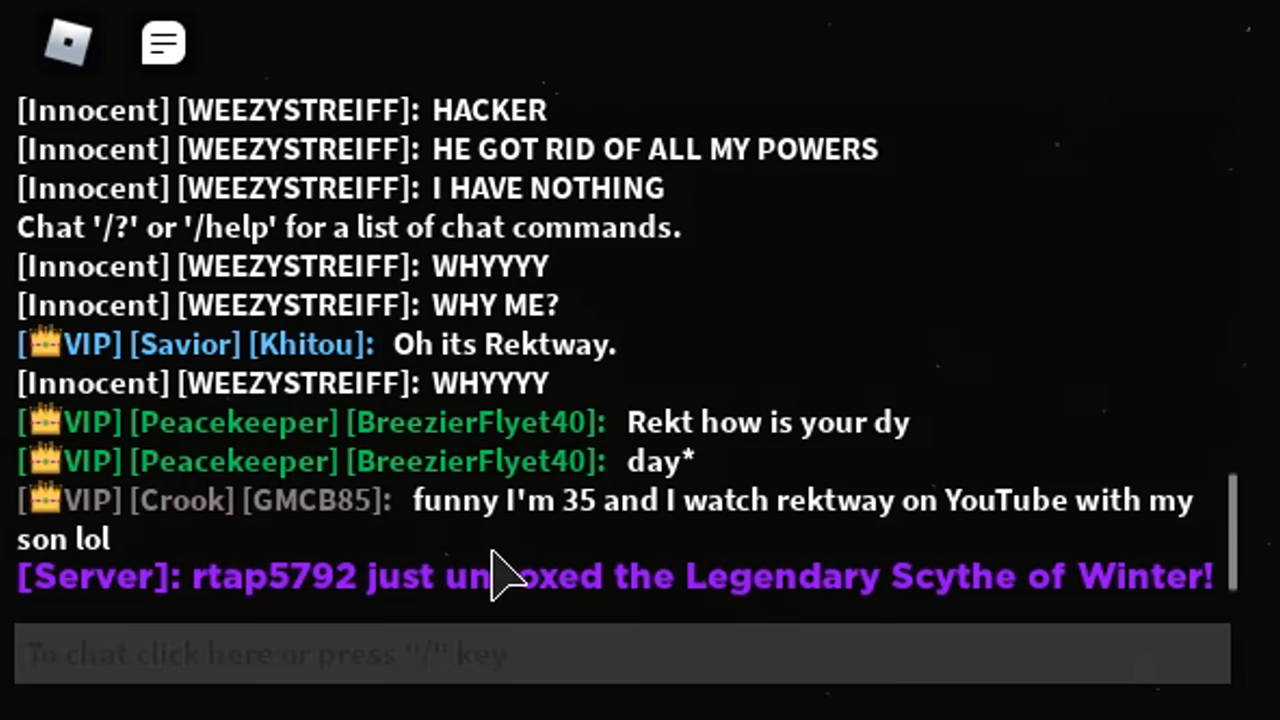 [Innocent] [WEEZYSTREIFF]: HACKER
[Innocent] [WEEZYSTREIFF]: HE GOT RID OF ALL MY POWERS
[Innocent] [WEEZYSTREIFF]: I HAVE NOTHING
Chat '/?' or '/help' for a list of chat commands.
[Innocent] [WEEZYSTREIFF]: WHYYYY
[Innocent] [WEEZYSTREIFF]: WHY ME?
[👑VIP] [Savior] [Khitou]: Oh its Rektway.
[Innocent] [WEEZYSTREIFF]: WHYYYY
[👑VIP] [Peacekeeper] [BreezierFlyet40]: Rekt how is your dy
[👑VIP] [Peacekeeper] [BreezierFlyet40]: day*
[👑VIP] [Crook] [GMCB85]: funny I'm 35 and I watch rektway on YouTube with my
son lol
[Server]: rtap5792 just unboxed the Legendary Scythe of Winter!
To chat click here or press "/" key